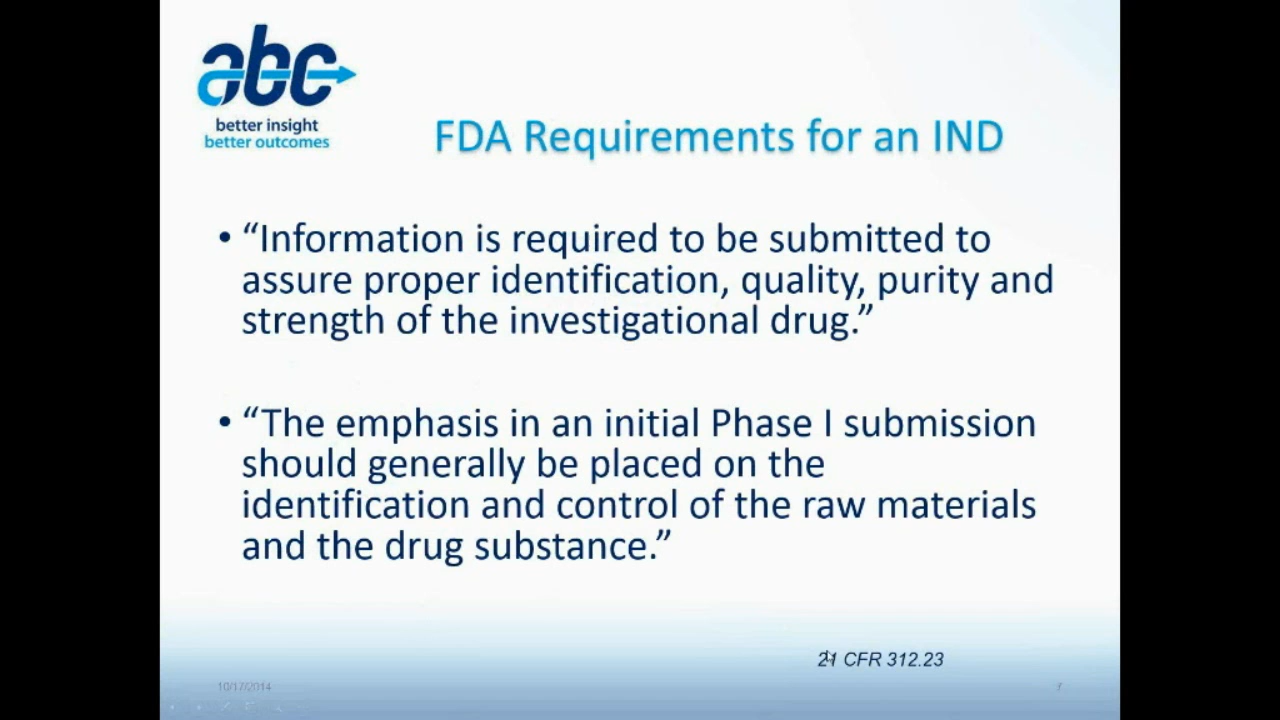 abc
better insight
better outcomes
FDA Requirements for an IND
• “Information is required to be submitted to
assure proper identification, quality, purity and
strength of the investigational drug.”
• “The emphasis in an initial Phase I submission
should generally be placed on the
identification and control of the raw materials
and the drug substance.”
21 CFR 312.23
10/17/2014